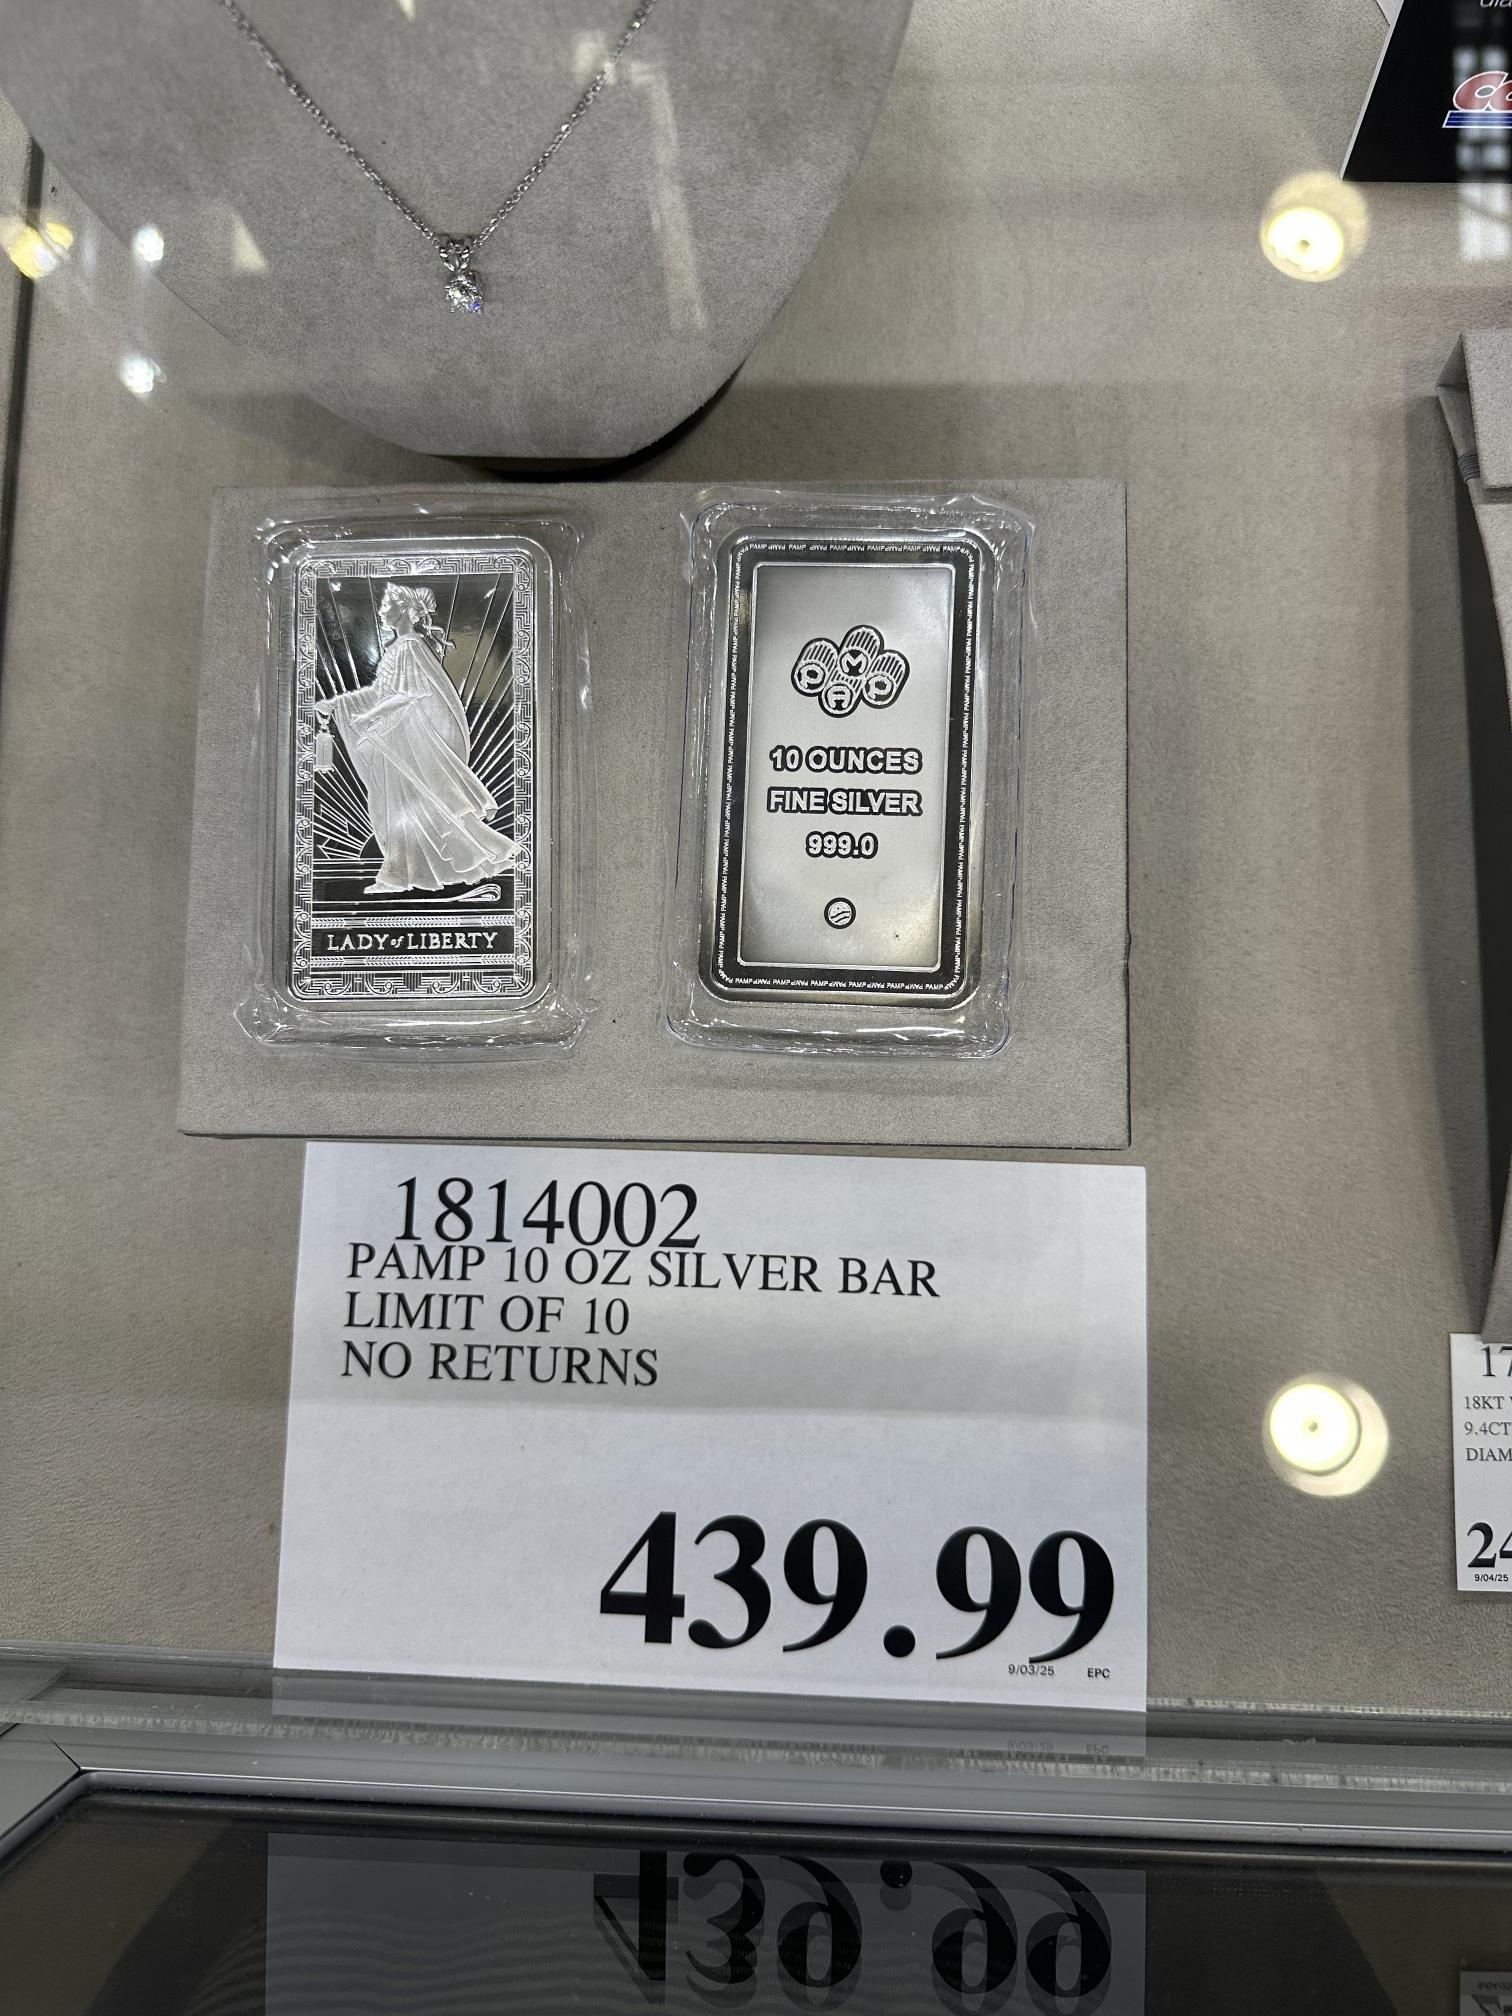 LADY of LIBERTY
PAMP
10 OUNCES
FINE SILVER
999.0
1814002
PAMP 10 OZ SILVER BAR
LIMIT OF 10
NO RETURNS
439.99
9/03/25 EPC
18KT
9.4CT
DIAM
9/04/25